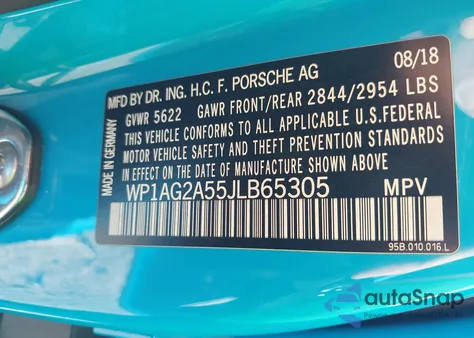 08/18
MFD BY DR. ING. H.C. F. PORSCHE AG
GVWR 5622 GAWR FRONT/REAR 2844/2954 LBS
THIS VEHICLE CONFORMS TO ALL APPLICABLE U.S.FEDERAL
MOTOR VEHICLE SAFETY AND THEFT PREVENTION STANDARDS
IN EFFECT ON THE DATE OF MANUFACTURE SHOWN ABOVE.
WP1AG2A55JLB65305 MPV
95B.010.016.L
MADE IN GERMANY
autaSnap